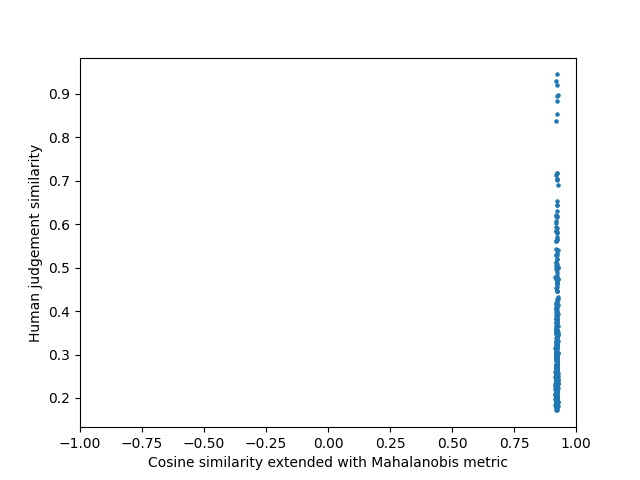 0.9
0.8
0.7
0.6
0.5
0.4
0.3
0.2
Human judgement similarity
−1.00 −0.75 −0.50 −0.25 0.00 0.25 0.50 0.75 1.00
Cosine similarity extended with Mahalanobis metric